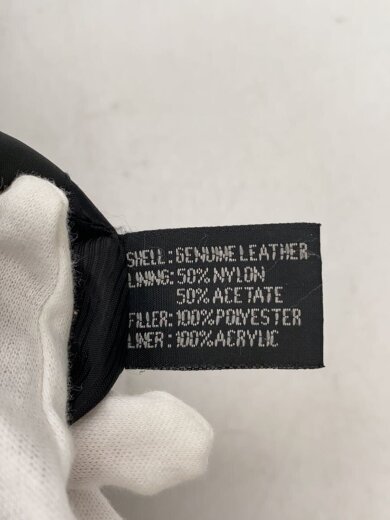 SHELL: GENUINE LEATHER
LINING: 50% NYLON
50% ACETATE
FILLER: 100% POLYESTER
LINER: 100% ACRYLIC